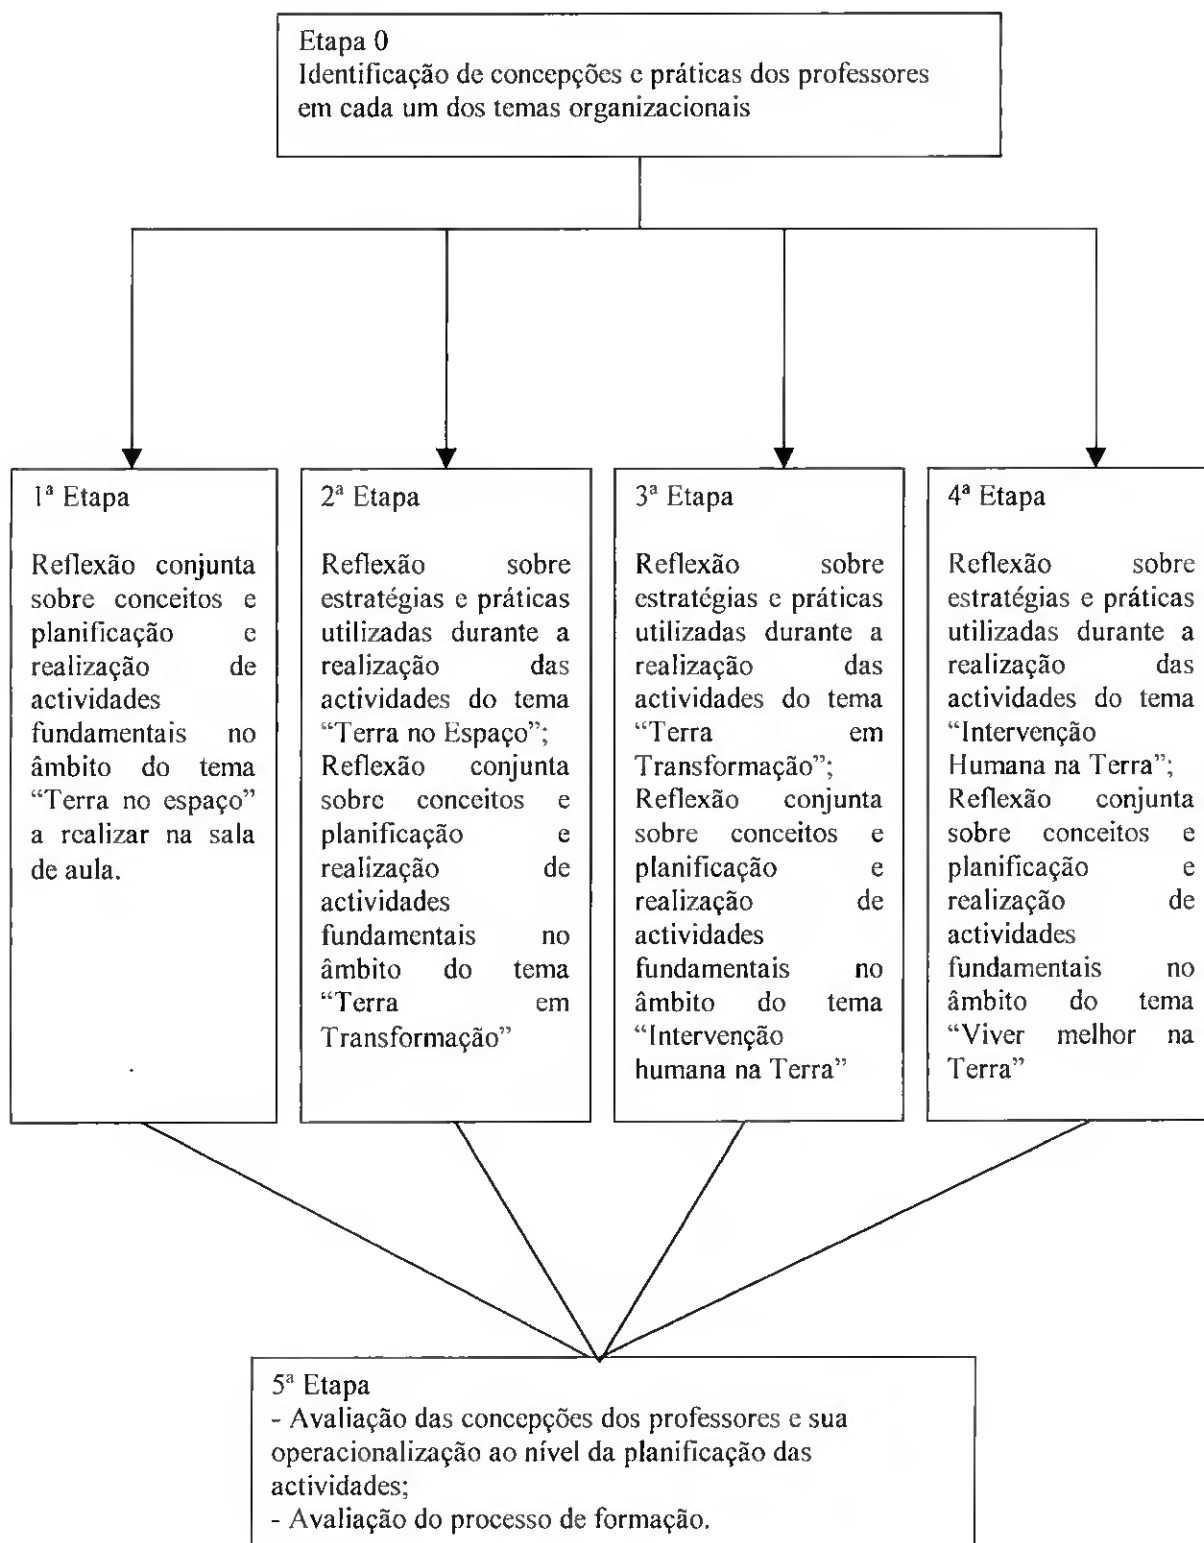 Etapa 0
Identificação de concepções e práticas dos professores
em cada um dos temas organizacionais
1ª Etapa
Reflexão conjunta
sobre conceitos e
planificação e
realização de
actividades
fundamentais no
âmbito do tema
“Terra no espaço”
a realizar na sala
de aula.
2ª Etapa
Reflexão sobre
estratégias e práticas
utilizadas durante a
realização das
actividades do tema
“Terra no Espaço”;
Reflexão conjunta
sobre conceitos e
planificação e
realização de
actividades
fundamentais no
âmbito do tema
“Terra em
Transformação”
3ª Etapa
Reflexão sobre
estratégias e práticas
utilizadas durante a
realização das
actividades do tema
“Terra em
Transformação”;
Reflexão conjunta
sobre conceitos e
planificação e
realização de
actividades
fundamentais no
âmbito do tema
“Intervenção
humana na Terra”
4ª Etapa
Reflexão sobre
estratégias e práticas
utilizadas durante a
realização das
actividades do tema
“Intervenção
Humana na Terra”;
Reflexão conjunta
sobre conceitos e
planificação e
realização de
actividades
fundamentais no
âmbito do tema
“Viver melhor na
Terra”
5ª Etapa
- Avaliação das concepções dos professores e sua
operacionalização ao nível da planificação das
actividades;
- Avaliação do processo de formação.